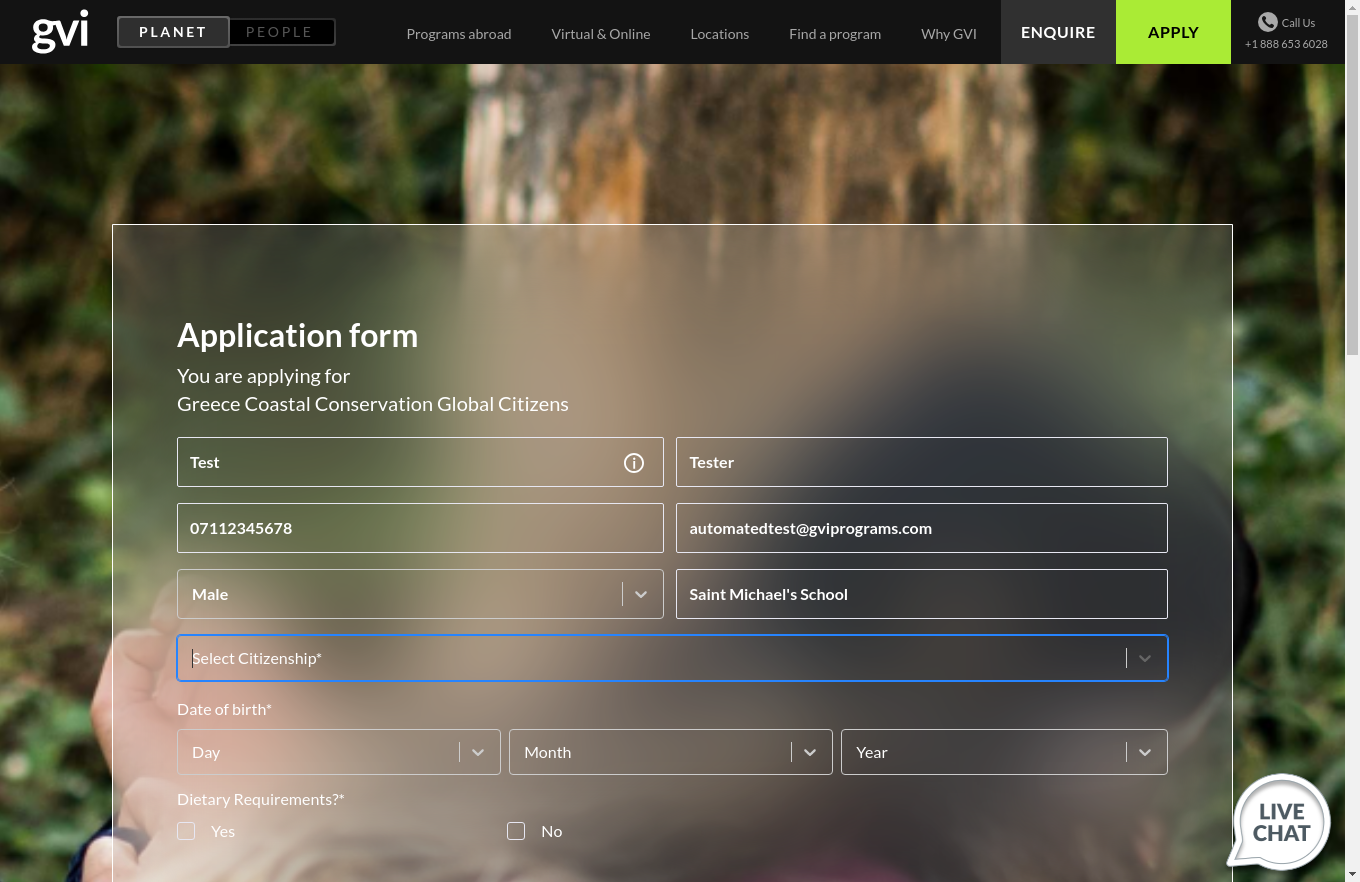 gvi
PLANET PEOPLE
Programs abroad Virtual & Online Locations Find a program Why GVI ENQUIRE APPLY Call Us
+1 888 653 6028
Application form
You are applying for
Greece Coastal Conservation Global Citizens
Test Tester
07112345678 automatedtest@gviprograms.com
Male Saint Michael's School
Select Citizenship*
Date of birth*
Day Month Year
Dietary Requirements?*
Yes No
LIVE
CHAT